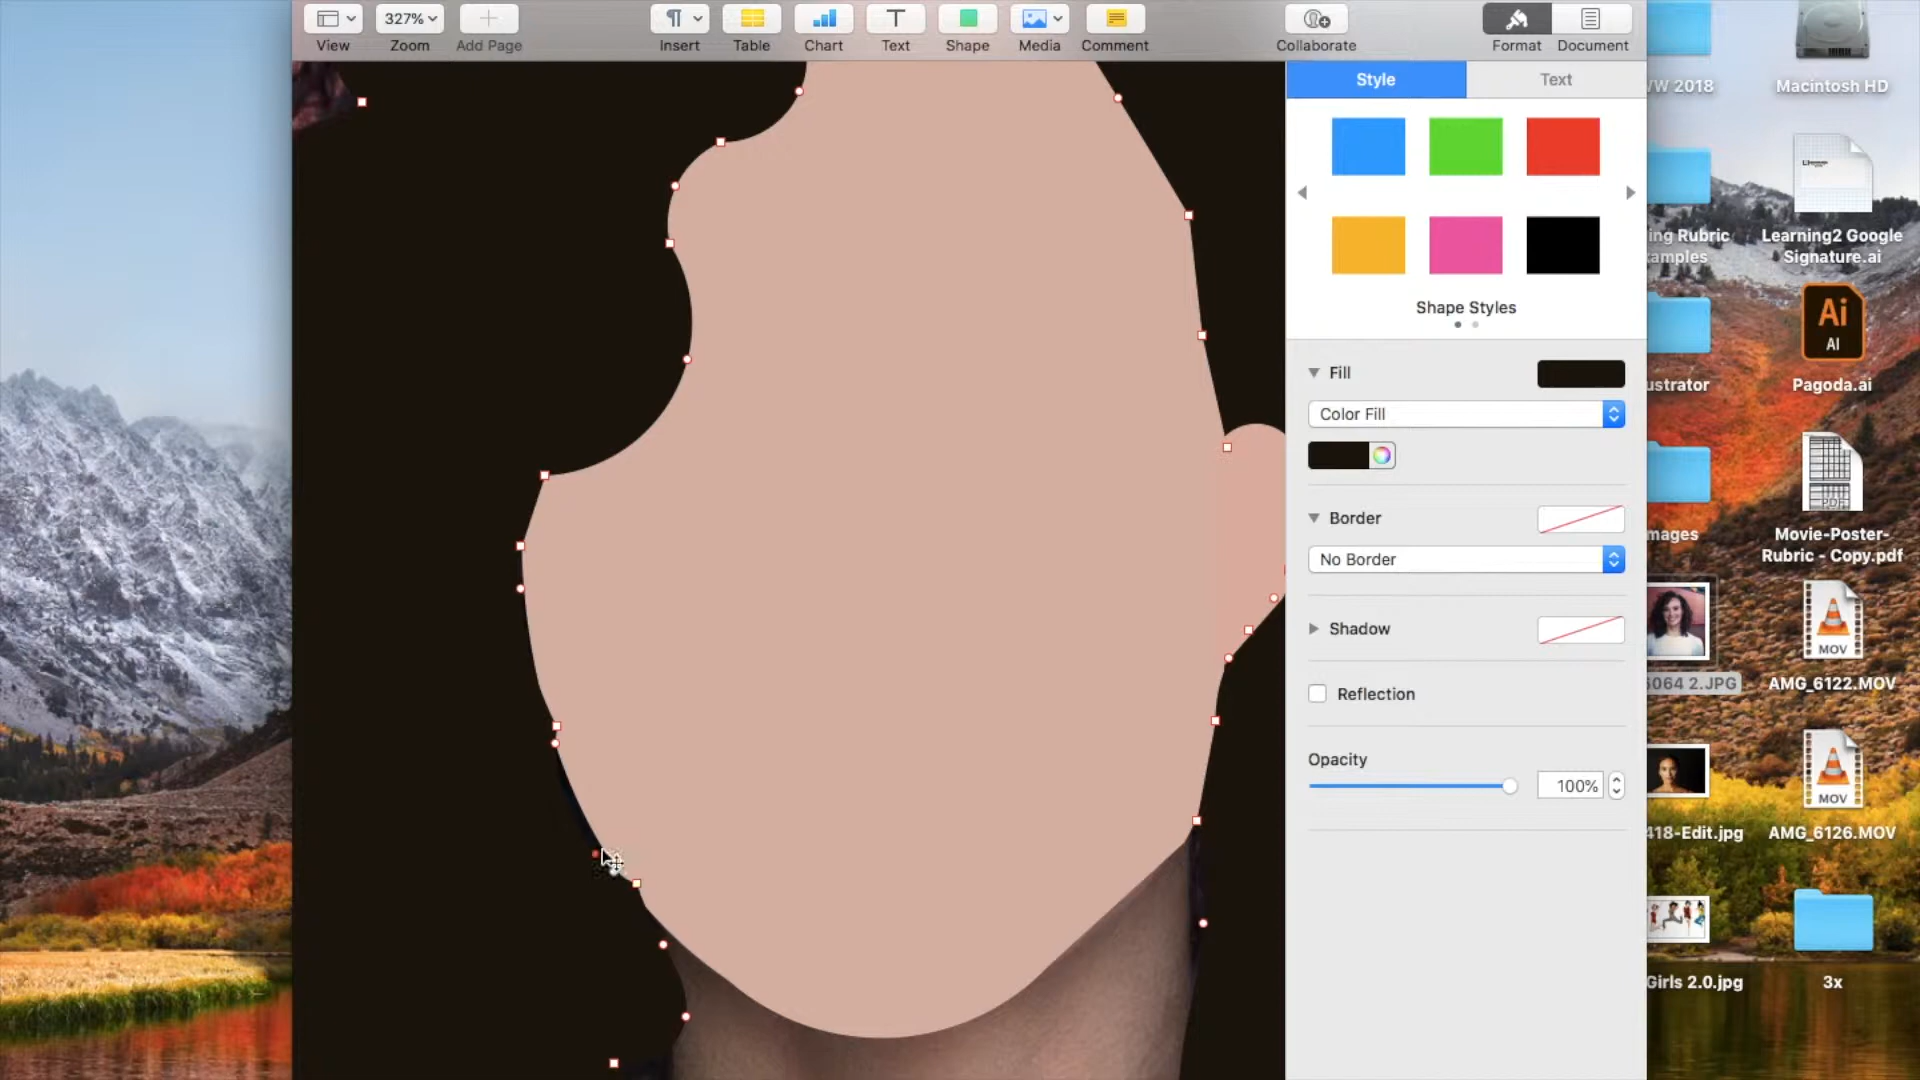 View
327%
Zoom
Add Page
Insert
Table
Chart
Text
Shape
Media
Comment
Collaborate
Format
Document
Style
Text
Shape Styles
Fill
Color Fill
Border
No Border
Shadow
Reflection
Opacity
100%
W 2018
Macintosh HD
ing Rubric
amples
Learning2 Google
Signature.ai
Ai
AI
ustrator
Pagoda.ai
PDF
mages
Movie-Poster-
Rubric - Copy.pdf
MOV
6064 2.JPG
AMG_6122.MOV
MOV
418-Edit.jpg
AMG_6126.MOV
Girls 2.0.jpg
3x